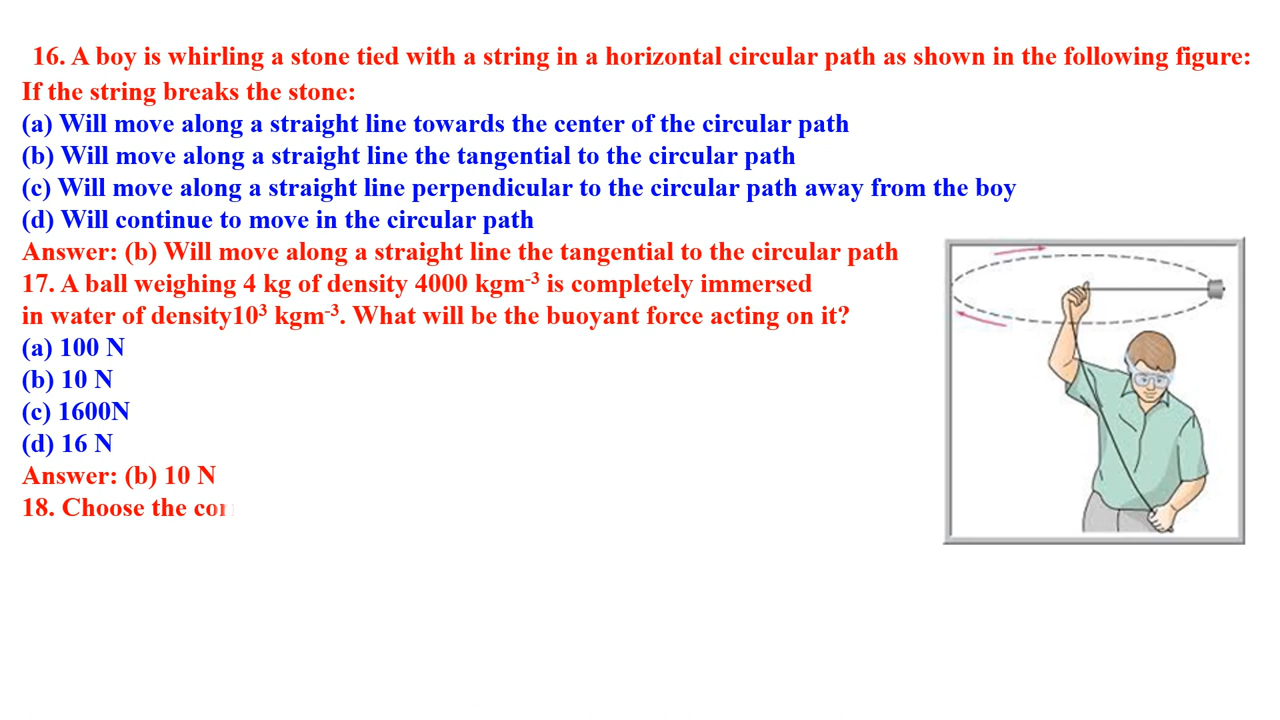 16. A boy is whirling a stone tied with a string in a horizontal circular path as shown in the following figure:
If the string breaks the stone:
(a) Will move along a straight line towards the center of the circular path
(b) Will move along a straight line the tangential to the circular path
(c) Will move along a straight line perpendicular to the circular path away from the boy
(d) Will continue to move in the circular path
Answer: (b) Will move along a straight line the tangential to the circular path
17. A ball weighing 4 kg of density 4000 kgm⁻³ is completely immersed
in water of density10³ kgm⁻³. What will be the buoyant force acting on it?
(a) 100 N
(b) 10 N
(c) 1600N
(d) 16 N
Answer: (b) 10 N
18. Choose the